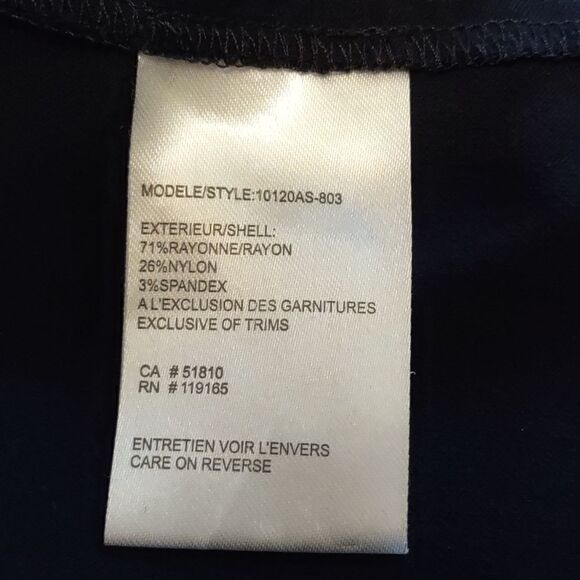 MODELE/STYLE:10120AS-803
EXTERIEUR/SHELL:
71%RAYONNE/RAYON
26%NYLON
3%SPANDEX
A L'EXCLUSION DES GARNITURES
EXCLUSIVE OF TRIMS
CA # 51810
RN # 119165
ENTRETIEN VOIR L'ENVERS
CARE ON REVERSE